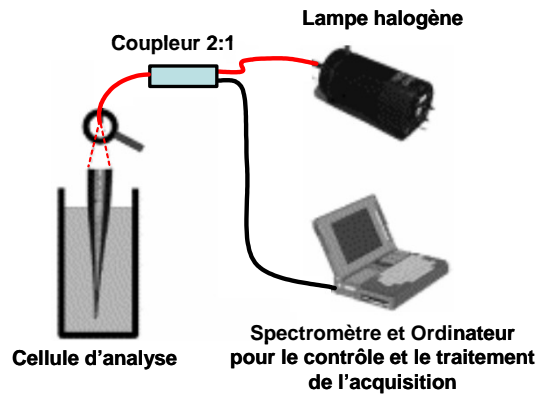 Lampe halogène
Coupleur 2:1
Cellule d'analyse
Spectromètre et Ordinateur
pour le contrôle et le traitement
de l'acquisition